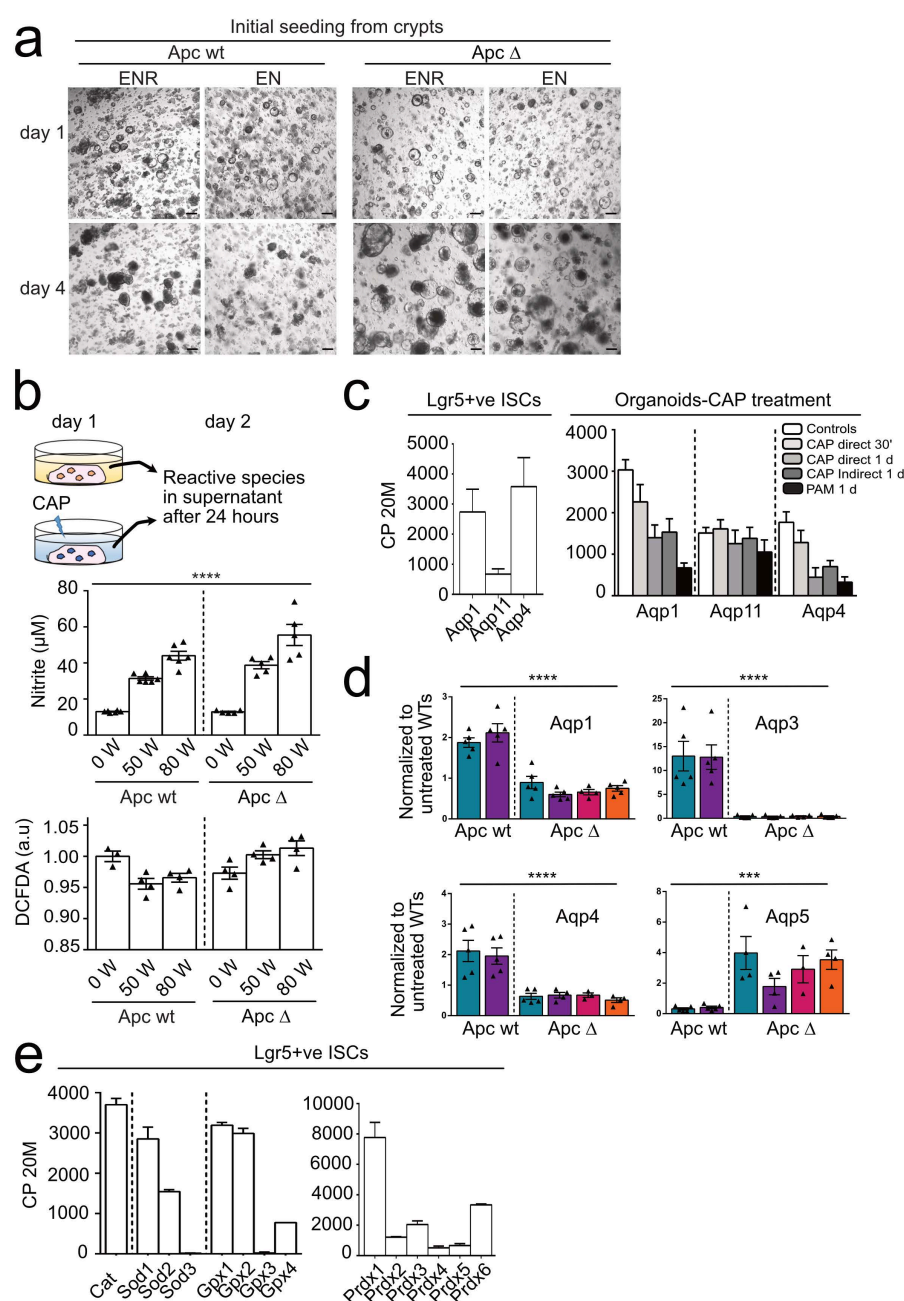 a
Initial seeding from crypts
Apc wt
Apc Δ
ENR
EN
ENR
EN
day 1
day 4
b
day 1
day 2
CAP
Reactive species
in supernatant
after 24 hours
****
Nitrite (µM)
80
60
40
20
0
0 W
50 W
80 W
0 W
50 W
80 W
Apc wt
Apc Δ
DCFDA (a.u)
1.05
1.00
0.95
0.90
0.85
0 W
50 W
80 W
0 W
50 W
80 W
Apc wt
Apc Δ
c
Lgr5+ve ISCs
CP 20M
5000
4000
3000
2000
1000
0
Aqp1
Aqp11
Aqp4
Organoids-CAP treatment
Controls
CAP direct 30'
CAP direct 1 d
CAP Indirect 1 d
PAM 1 d
4000
3000
2000
1000
0
Aqp1
Aqp11
Aqp4
d
Normalized to
untreated WTs
3
2
1
0
****
Aqp1
Apc wt
Apc Δ
25
20
15
10
5
0
****
Aqp3
Apc wt
Apc Δ
Normalized to
untreated WTs
4
3
2
1
0
****
Aqp4
Apc wt
Apc Δ
8
6
4
2
0
***
Aqp5
Apc wt
Apc Δ
e
Lgr5+ve ISCs
CP 20M
4000
3000
2000
1000
0
Cat
Sod1
Sod2
Sod3
Gpx1
Gpx2
Gpx3
Gpx4
10000
8000
6000
4000
2000
0
Prdx1
Prdx2
Prdx3
Prdx4
Prdx5
Prdx6